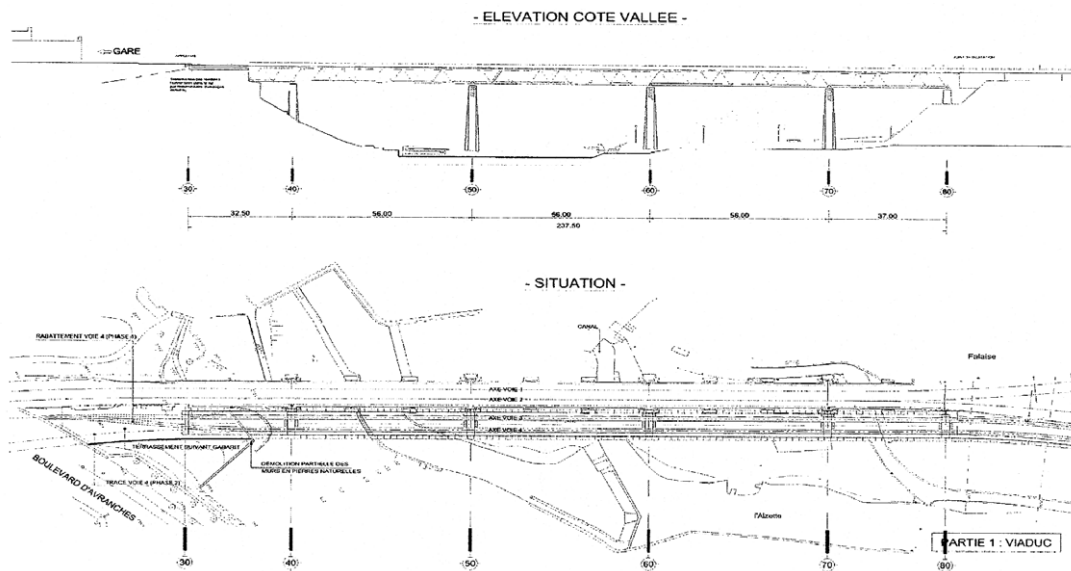 - ELEVATION COTE VALLEE -
GARE
(30)
(40)
(50)
(60)
(70)
(80)
32.50
56.00
56.00
56.00
37.00
237.50
- SITUATION -
RABATTEMENT VOIE 4 (PHASE 4)
CANAL
Falaise
AXE VOIE 1
AXE VOIE 2
AXE VOIE 3
AXE VOIE 4
TERRASSEMENT SUIVANT GABARIT
DÉMOLITION PARTIELLE DES
MURS EN PIERRES NATURELLES
TRACE VOIE 4 (PHASE 2)
BOULEVARD D'AVRANCHES
l'Alzette
PARTIE 1 : VIADUC
(30)
(40)
(50)
(60)
(70)
(80)